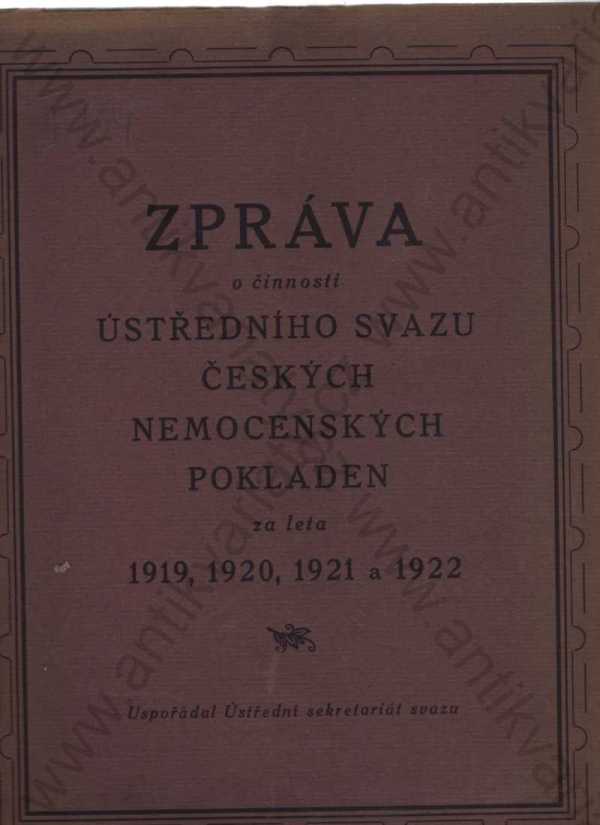 ZPRÁVA
o činnosti
ÚSTŘEDNÍHO SVAZU
ČESKÝCH
NEMOCENSKÝCH
POKLADEN
za leta
1919, 1920, 1921 a 1922
Uspořádal Ústřední sekretariát svazu